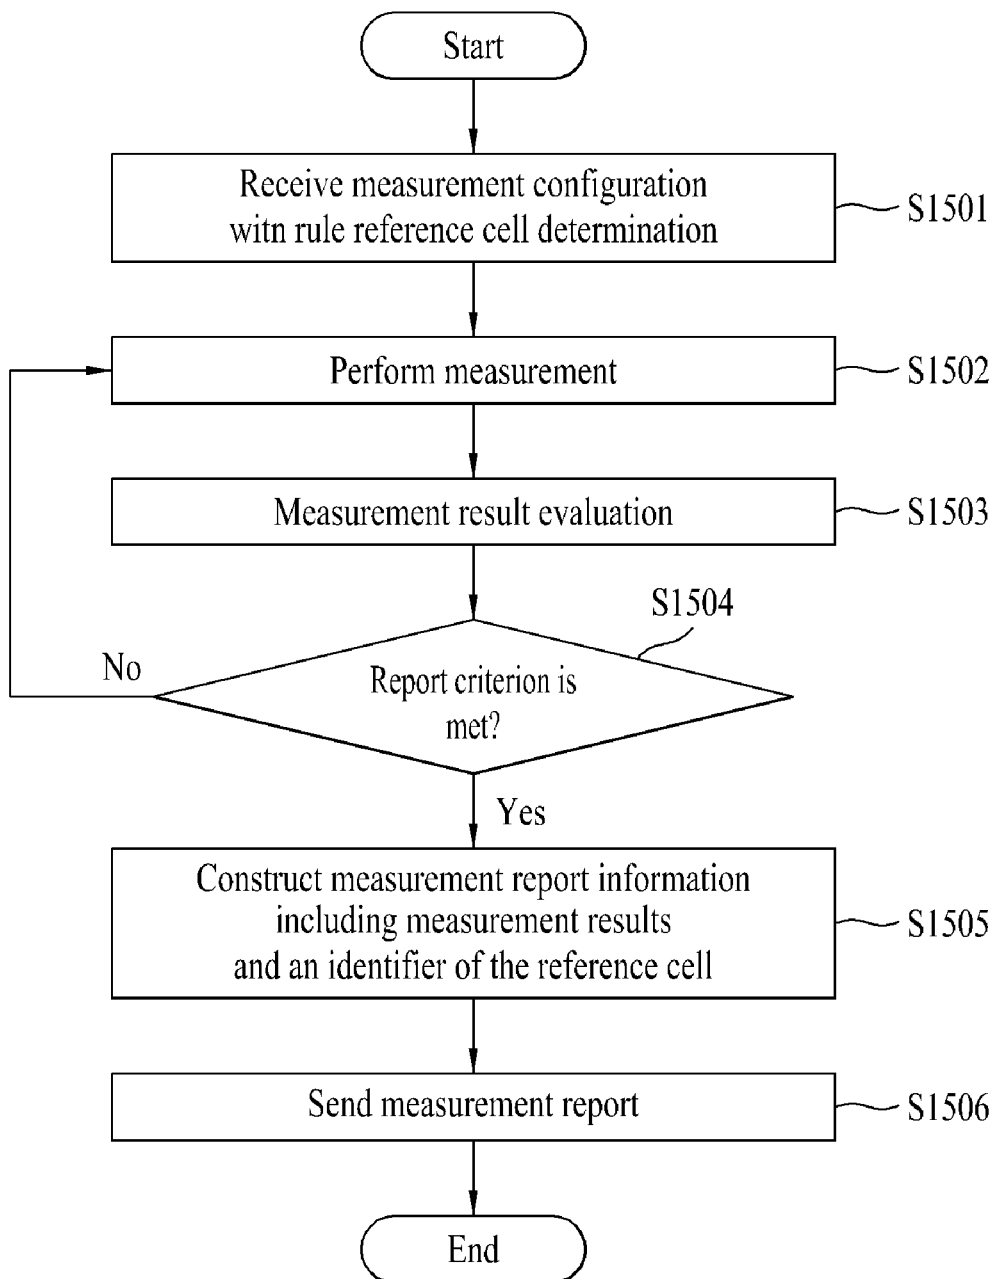 Start
Receive measurement configuration
witn rule reference cell determination
S1501
Perform measurement
S1502
Measurement result evaluation
S1503
S1504
No
Report criterion is
met?
Yes
Construct measurement report information
including measurement results
and an identifier of the reference cell
S1505
Send measurement report
S1506
End